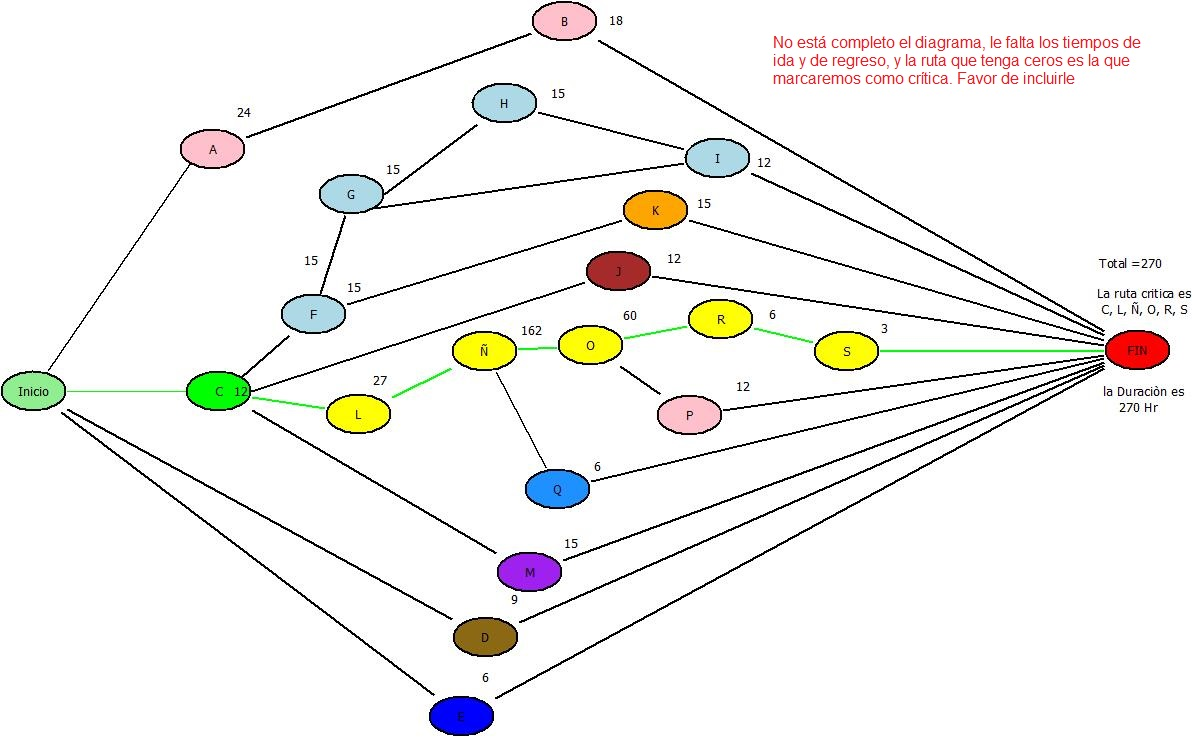 B
18
No está completo el diagrama, le falta los tiempos de
ida y de regreso, y la ruta que tenga ceros es la que
marcaremos como crítica. Favor de incluirle
H
15
24
A
I
12
G
15
K
15
15
15
F
J
12
Total =270
La ruta critica es
C, L, Ñ, O, R, S
R
6
60
162
Ñ
O
S
3
FIN
Inicio
C 12
27
L
la Duraciòn es
270 Hr
12
P
6
Q
15
M
9
D
6
E